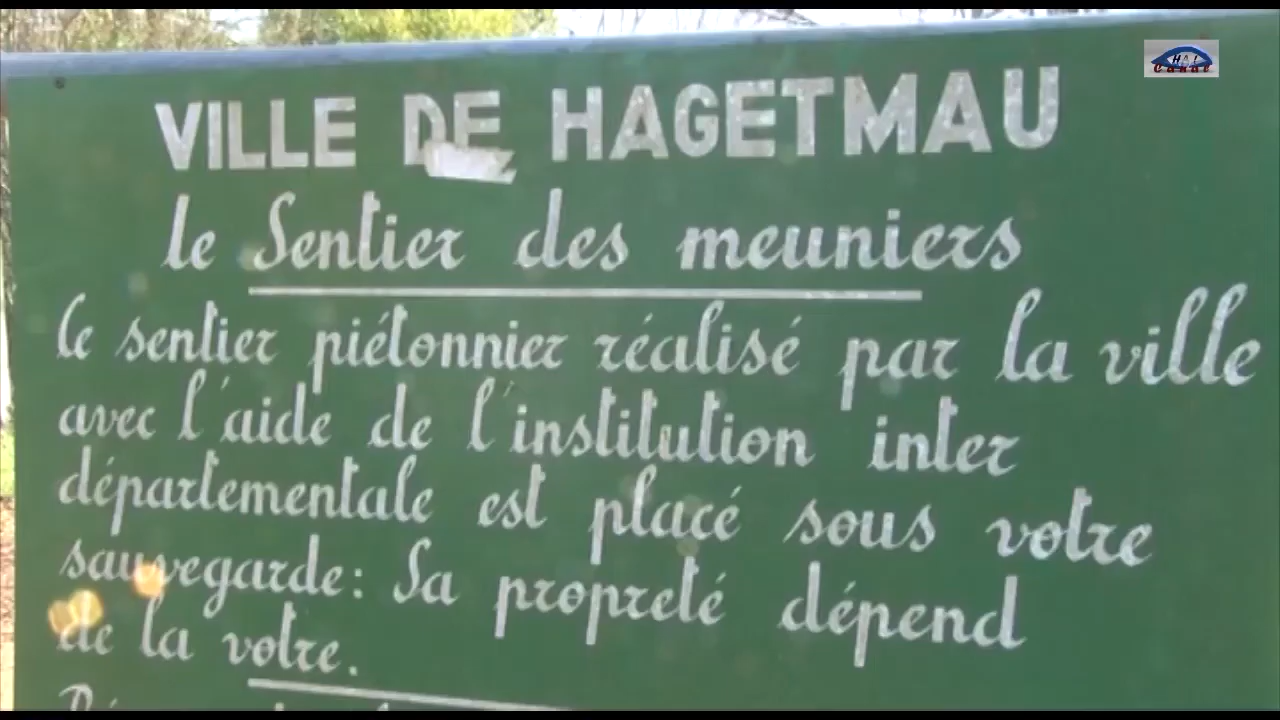 VILLE DE HAGETMAU
le Sentier des meuniers
Ce sentier piétonnier réalisé par la ville
avec l'aide de l'institution inter
départementale est placé sous votre
sauvegarde: Sa propreté dépend
de la votre.